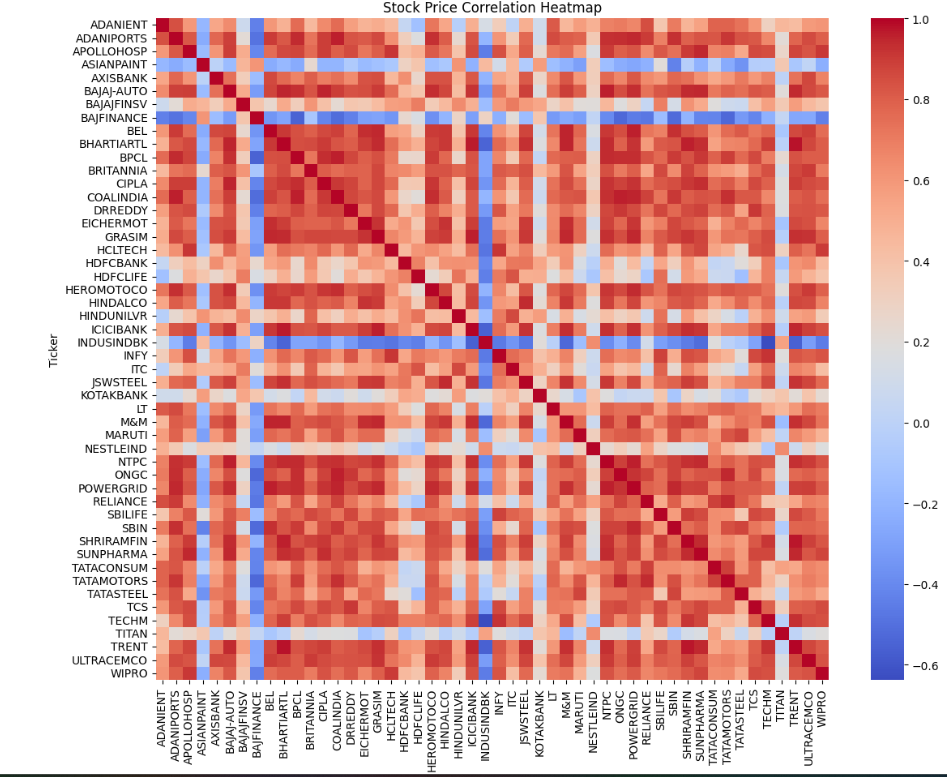 Stock Price Correlation Heatmap
Ticker
ADANIENT
ADANIPORTS
APOLLOHOSP
ASIANPAINT
AXISBANK
BAJAJ-AUTO
BAJAJFINSV
BAJFINANCE
BEL
BHARTIARTL
BPCL
BRITANNIA
CIPLA
COALINDIA
DRREDDY
EICHERMOT
GRASIM
HCLTECH
HDFCBANK
HDFCLIFE
HEROMOTOCO
HINDALCO
HINDUNILVR
ICICIBANK
INDUSINDBK
INFY
ITC
JSWSTEEL
KOTAKBANK
LT
M&M
MARUTI
NESTLEIND
NTPC
ONGC
POWERGRID
RELIANCE
SBILIFE
SBIN
SHRIRAMFIN
SUNPHARMA
TATACONSUM
TATAMOTORS
TATASTEEL
TCS
TECHM
TITAN
TRENT
ULTRACEMCO
WIPRO
ADANIENT
ADANIPORTS
APOLLOHOSP
ASIANPAINT
AXISBANK
BAJAJ-AUTO
BAJAJFINSV
BAJFINANCE
BEL
BHARTIARTL
BPCL
BRITANNIA
CIPLA
COALINDIA
DRREDDY
EICHERMOT
GRASIM
HCLTECH
HDFCBANK
HDFCLIFE
HEROMOTOCO
HINDALCO
HINDUNILVR
ICICIBANK
INDUSINDBK
INFY
ITC
JSWSTEEL
KOTAKBANK
LT
M&M
MARUTI
NESTLEIND
NTPC
ONGC
POWERGRID
RELIANCE
SBILIFE
SBIN
SHRIRAMFIN
SUNPHARMA
TATACONSUM
TATAMOTORS
TATASTEEL
TCS
TECHM
TITAN
TRENT
ULTRACEMCO
WIPRO
1.0
0.8
0.6
0.4
0.2
0.0
−0.2
−0.4
−0.6